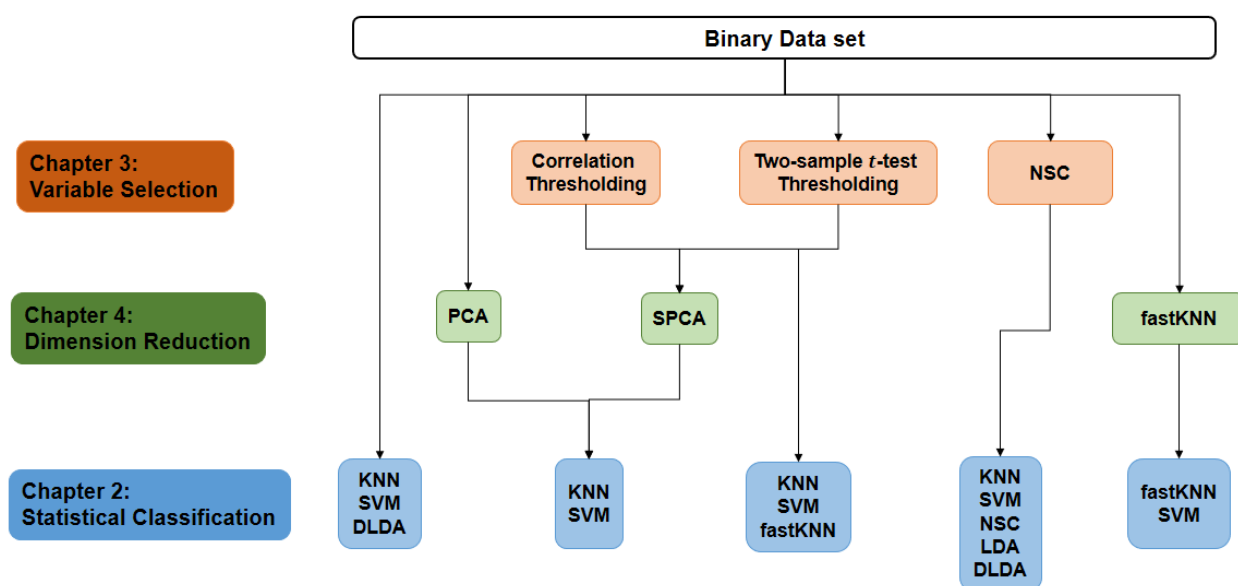 Binary Data set
Chapter 3:
Variable Selection
Correlation
Thresholding
Two-sample t-test
Thresholding
NSC
Chapter 4:
Dimension Reduction
PCA
SPCA
fastKNN
Chapter 2:
Statistical Classification
KNN
SVM
DLDA
KNN
SVM
KNN
SVM
fastKNN
KNN
SVM
NSC
LDA
DLDA
fastKNN
SVM